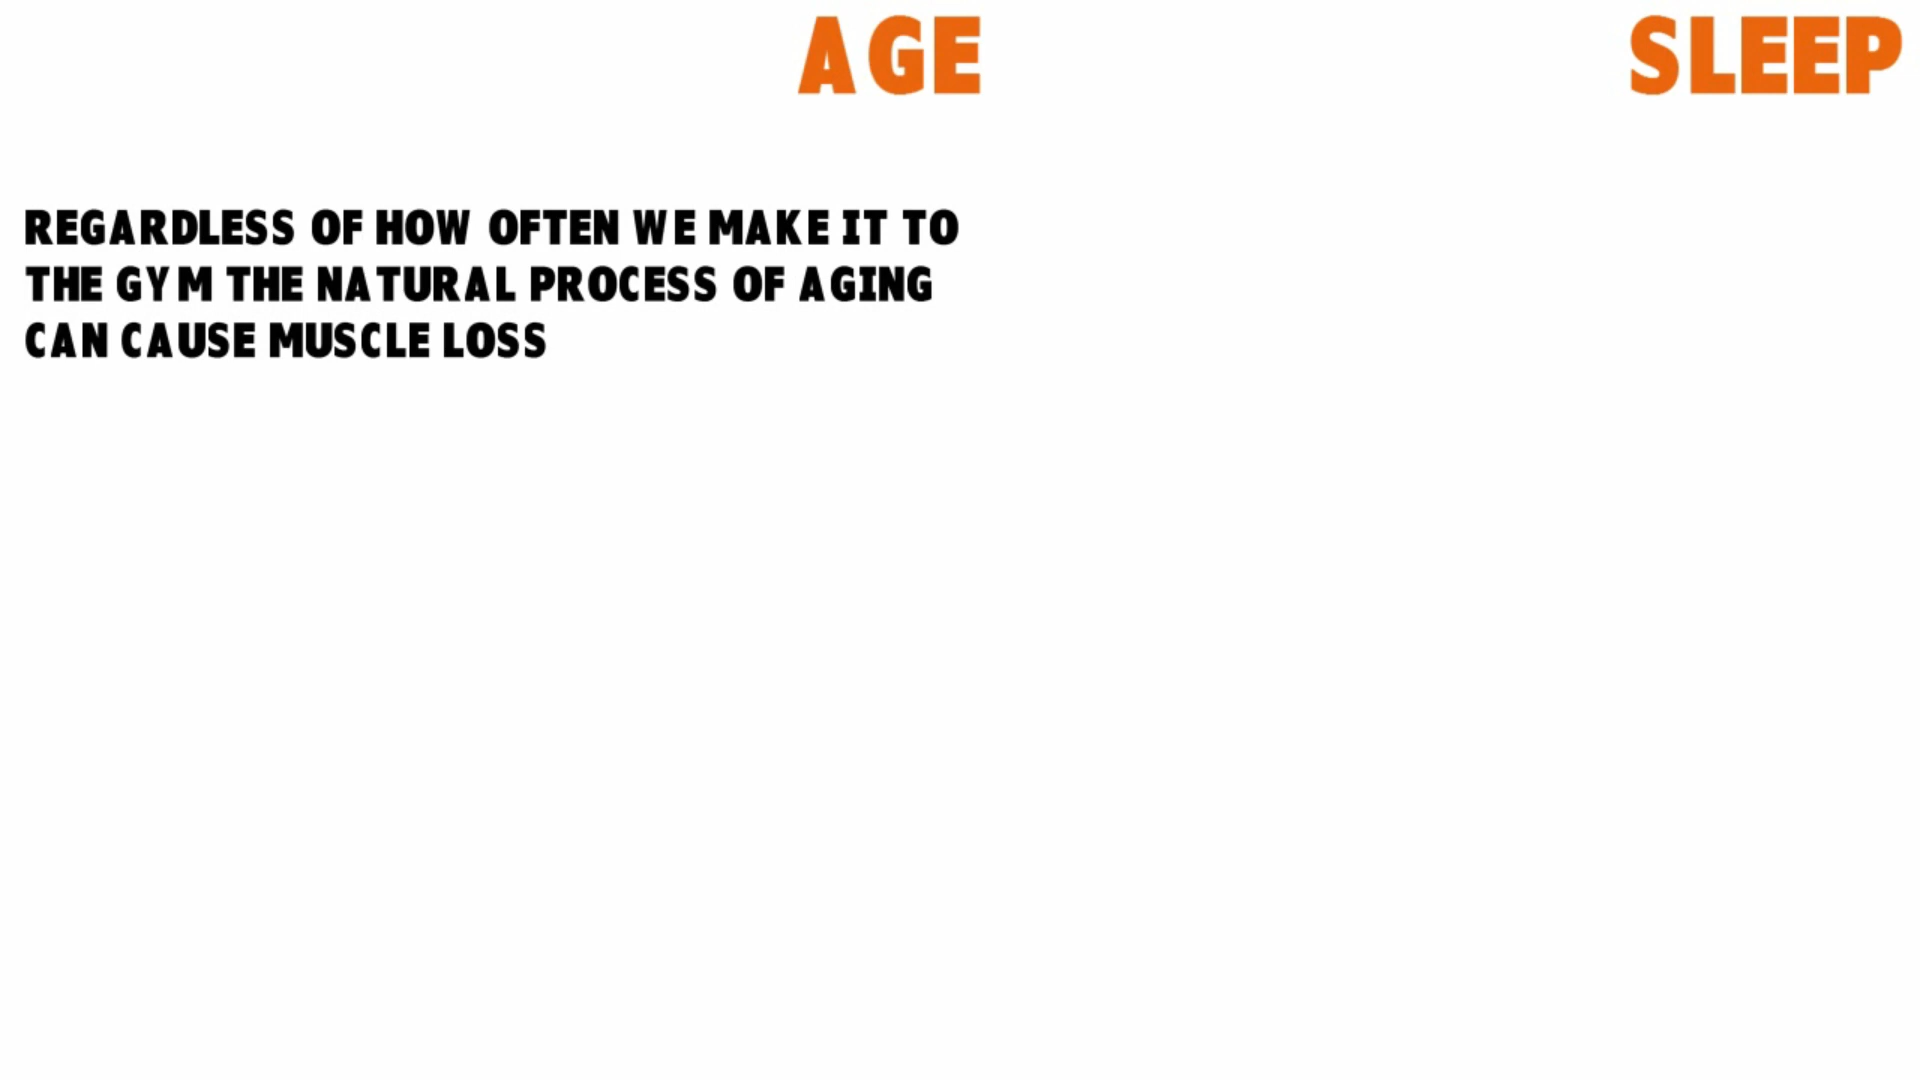 AGE SLEEP
REGARDLESS OF HOW OFTEN WE MAKE IT TO
THE GYM THE NATURAL PROCESS OF AGING
CAN CAUSE MUSCLE LOSS